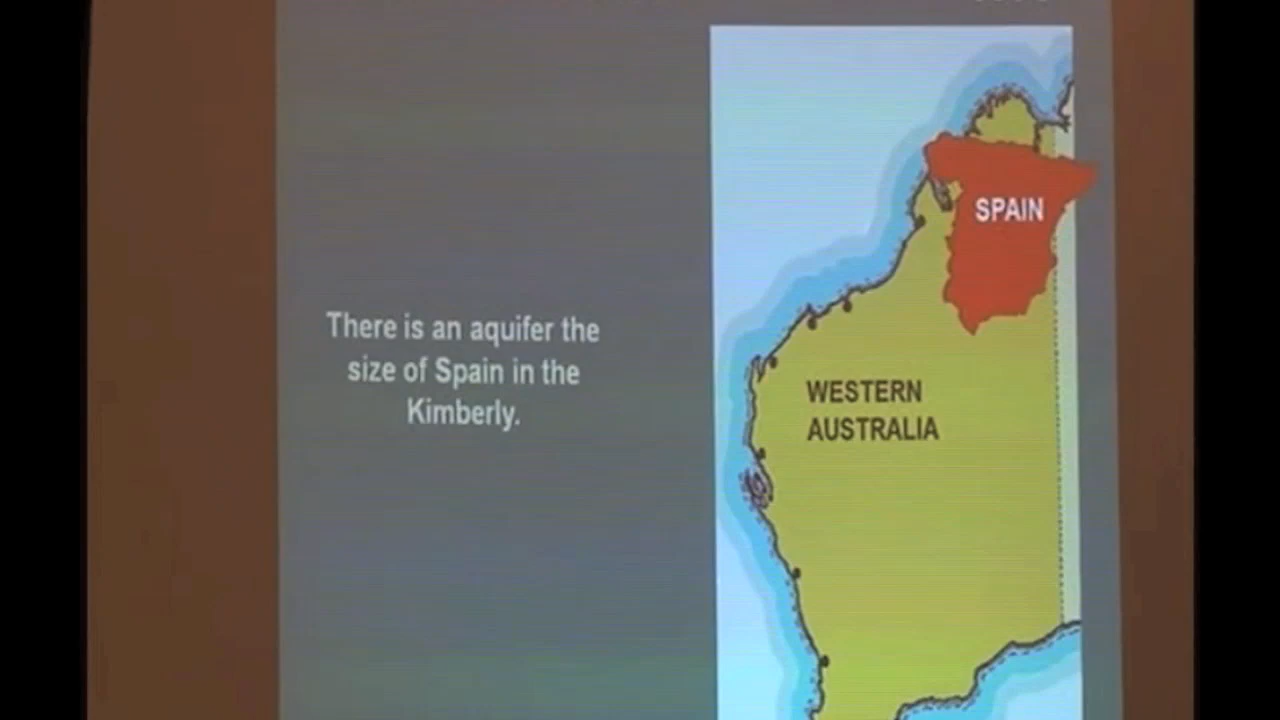 There is an aquifer the
size of Spain in the
Kimberly.
SPAIN
WESTERN
AUSTRALIA